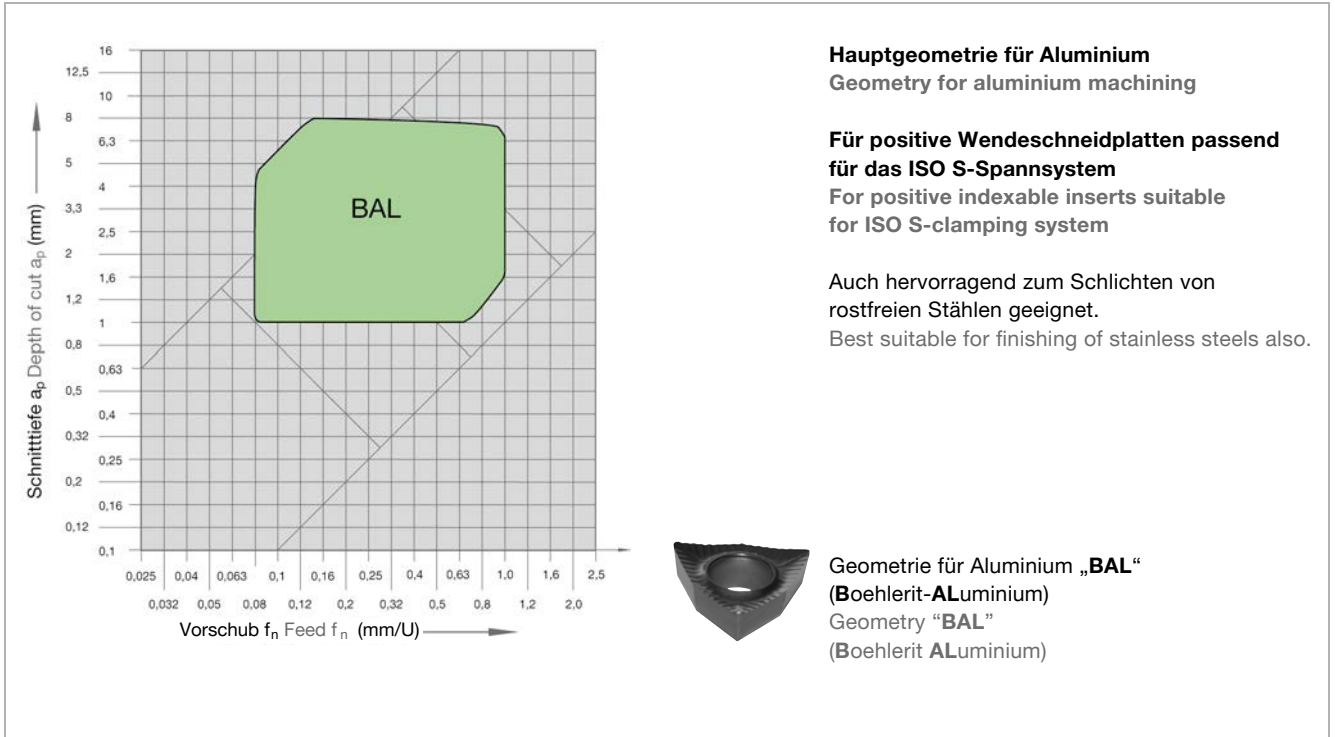 16
12,5
10
8
6,3
5
4
3,3
2,5
2
1,6
1,2
1
0,8
0,63
0,5
0,4
0,32
0,25
0,2
0,16
0,12
0,1
Schnitttiefe aₚ Depth of cut aₚ (mm)
BAL
0,025 0,04 0,063 0,1 0,16 0,25 0,4 0,63 1,0 1,6 2,5
0,032 0,05 0,08 0,12 0,2 0,32 0,5 0,8 1,2 2,0
Vorschub fₙ Feed fₙ (mm/U)
Hauptgeometrie für Aluminium
Geometry for aluminium machining
Für positive Wendeschneidplatten passend
für das ISO S-Spannsystem
For positive indexable inserts suitable
for ISO S-clamping system
Auch hervorragend zum Schlichten von
rostfreien Stählen geeignet.
Best suitable for finishing of stainless steels also.
Geometrie für Aluminium „BAL“
(Boehlerit-ALuminium)
Geometry “BAL”
(Boehlerit ALuminium)